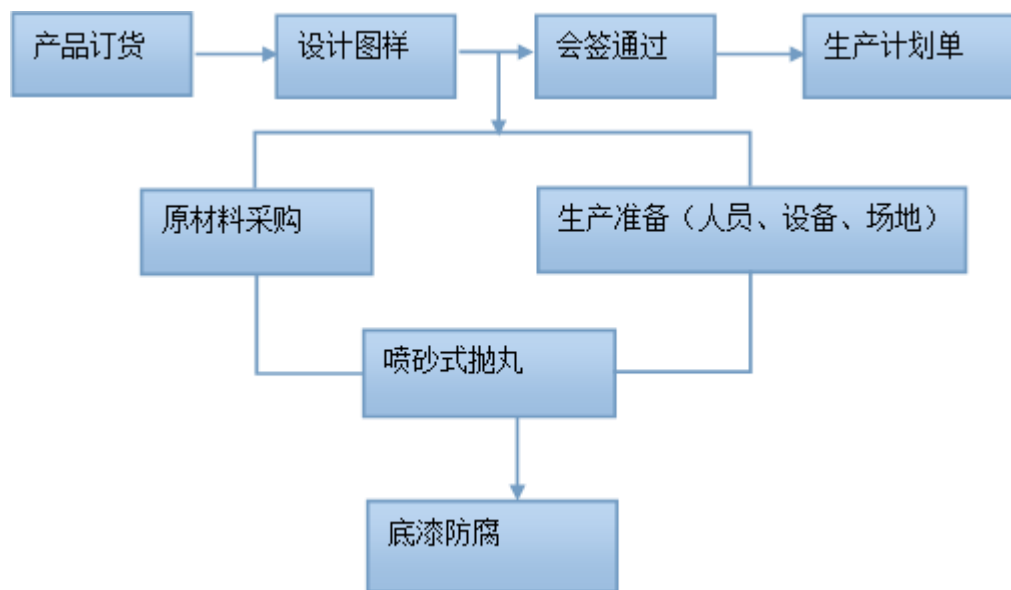 产品订货
设计图样
会签通过
生产计划单
原材料采购
生产准备（人员、设备、场地）
喷砂式抛丸
底漆防腐